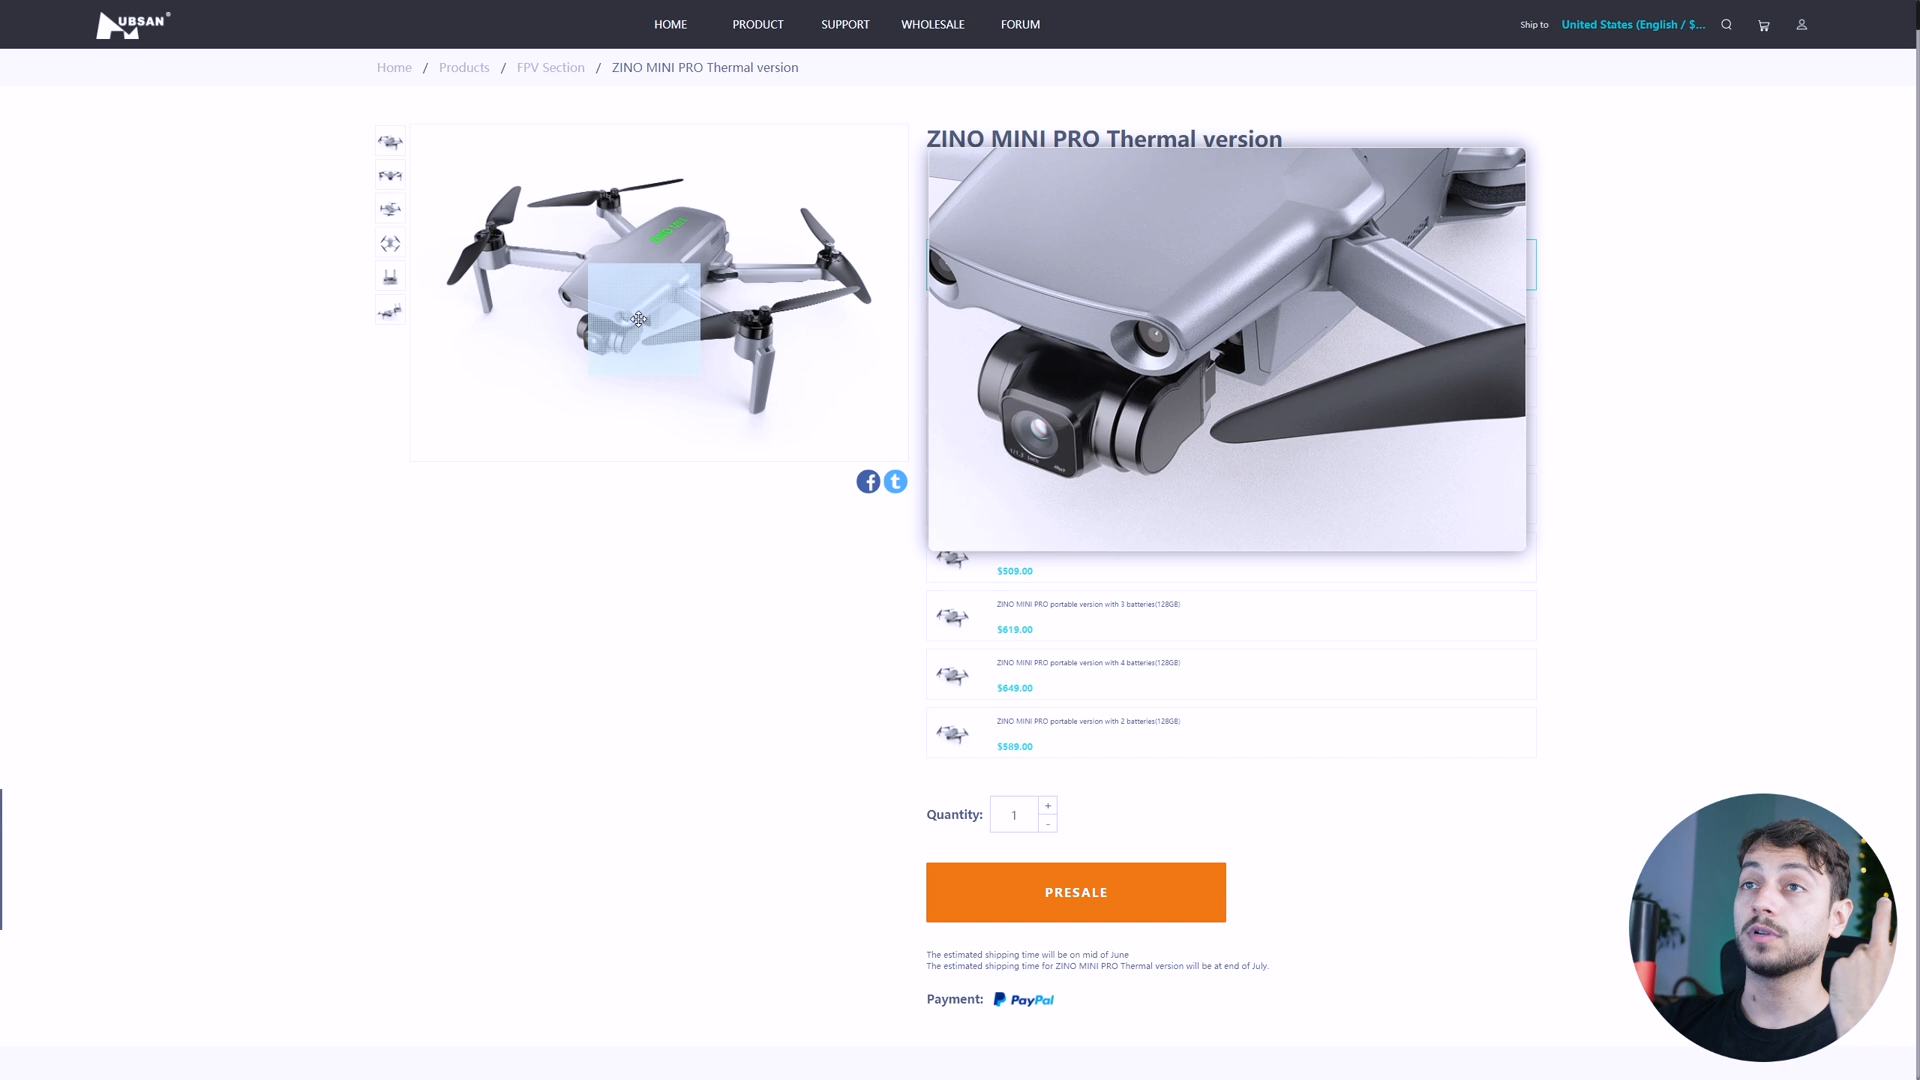 UBSAN®
HOME PRODUCT SUPPORT WHOLESALE FORUM
Ship to United States (English / $...
Home / Products / FPV Section / ZINO MINI PRO Thermal version
ZINO MINI PRO Thermal version
$509.00
ZINO MINI PRO portable version with 3 batteries(128GB)
$619.00
ZINO MINI PRO portable version with 4 batteries(128GB)
$649.00
ZINO MINI PRO portable version with 2 batteries(128GB)
$589.00
Quantity: 1 +
-
PRESALE
The estimated shipping time will be on mid of June
The estimated shipping time for ZINO MINI PRO Thermal version will be at end of July.
Payment: PayPal